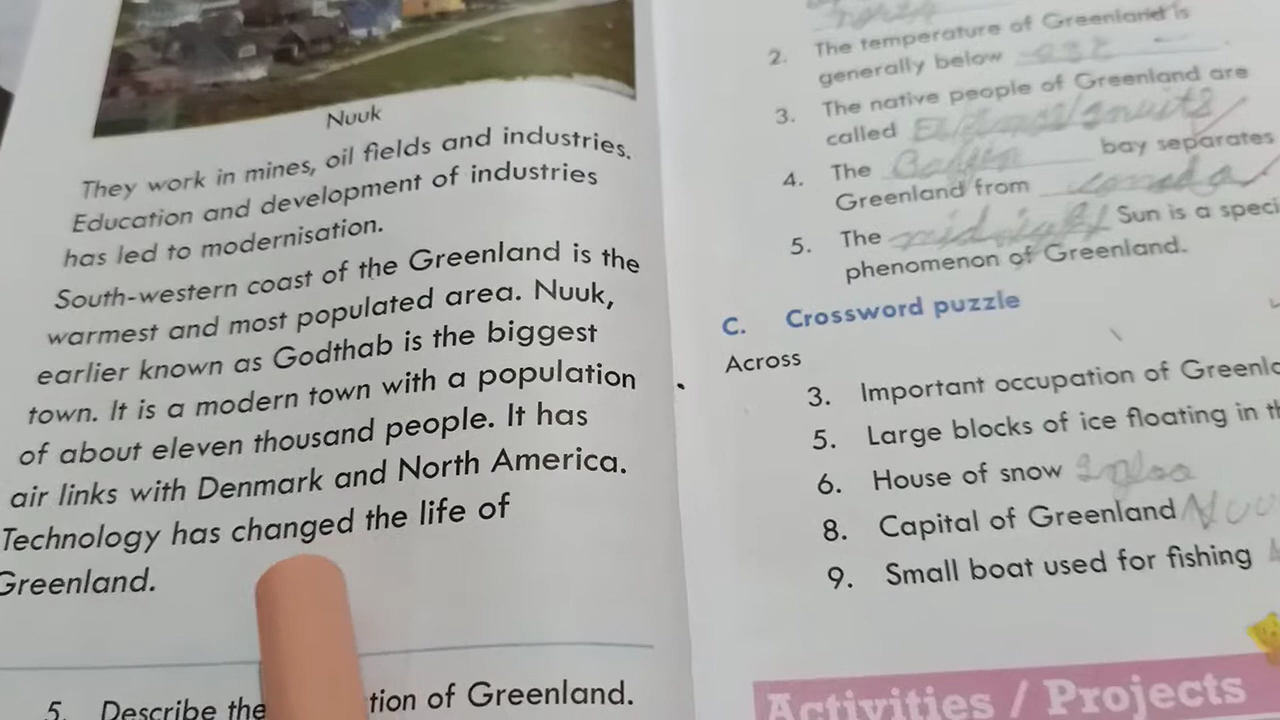 Nuuk
They work in mines, oil fields and industries.
Education and development of industries
has led to modernisation.
South-western coast of the Greenland is the
warmest and most populated area. Nuuk,
earlier known as Godthab is the biggest
town. It is a modern town with a population
of about eleven thousand people. It has
air links with Denmark and North America.
Technology has changed the life of
Greenland.
5. Describe the tion of Greenland.
2. The temperature of Greenland is
generally below
3. The native people of Greenland are
called
4. The Baffin bay separates
Greenland from canada
5. The midnight Sun is a speci
phenomenon of Greenland.
C. Crossword puzzle
Across
3. Important occupation of Greenla
5. Large blocks of ice floating in th
6. House of snow Igloo
8. Capital of Greenland Nuu
9. Small boat used for fishing
Activities / Projects